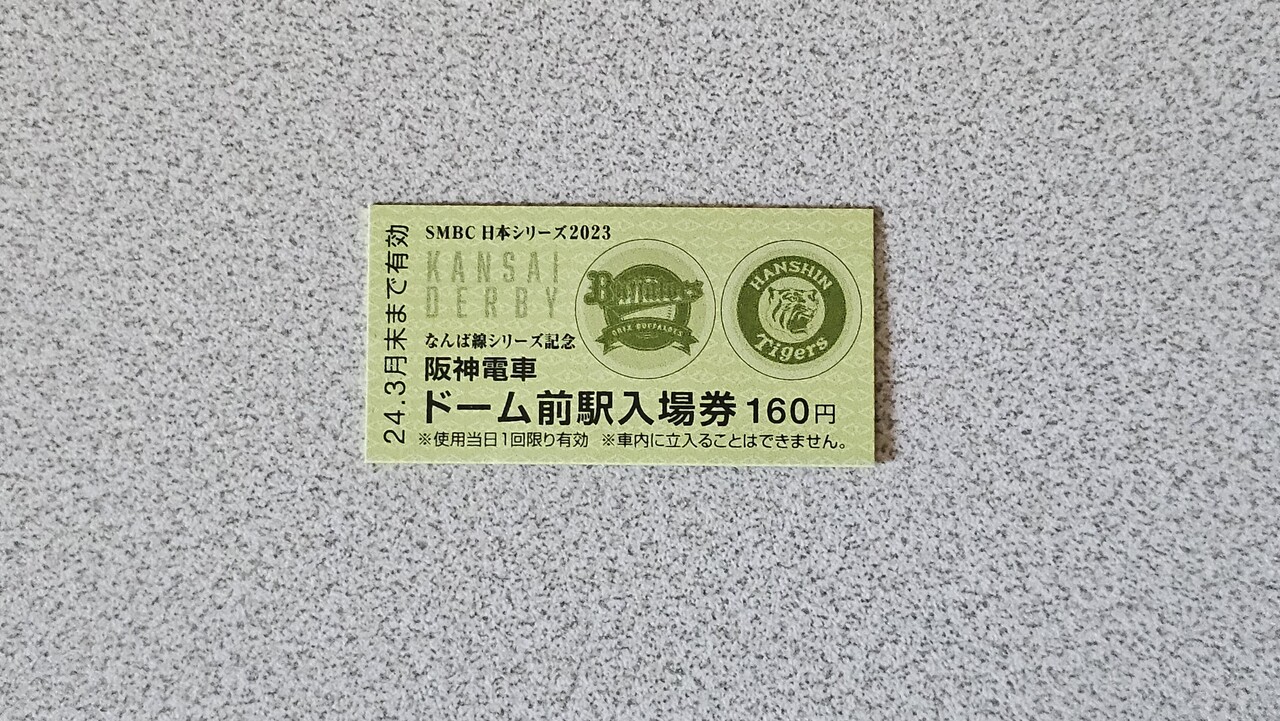 24.3月末まで有効
SMBC 日本シリーズ2023
KANSAI
DERBY
なんば線シリーズ記念
阪神電車
ドーム前駅入場券 160円
※使用当日1回限り有効 ※車内に立入ることはできません。
Buffaloes
ORIX BUFFALOES
HANSHIN
Tigers